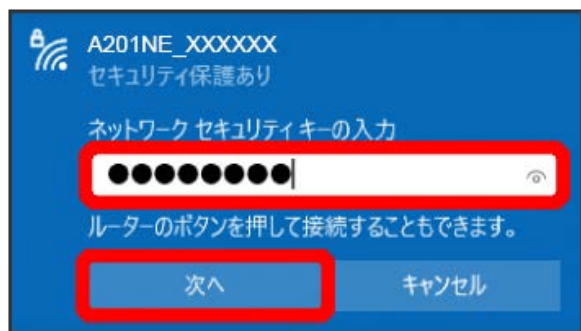 A201NE_XXXXXX
セキュリティ保護あり
ネットワーク セキュリティ キーの入力
●●●●●●●●
ルーターのボタンを押して接続することもできます。
次へ キャンセル